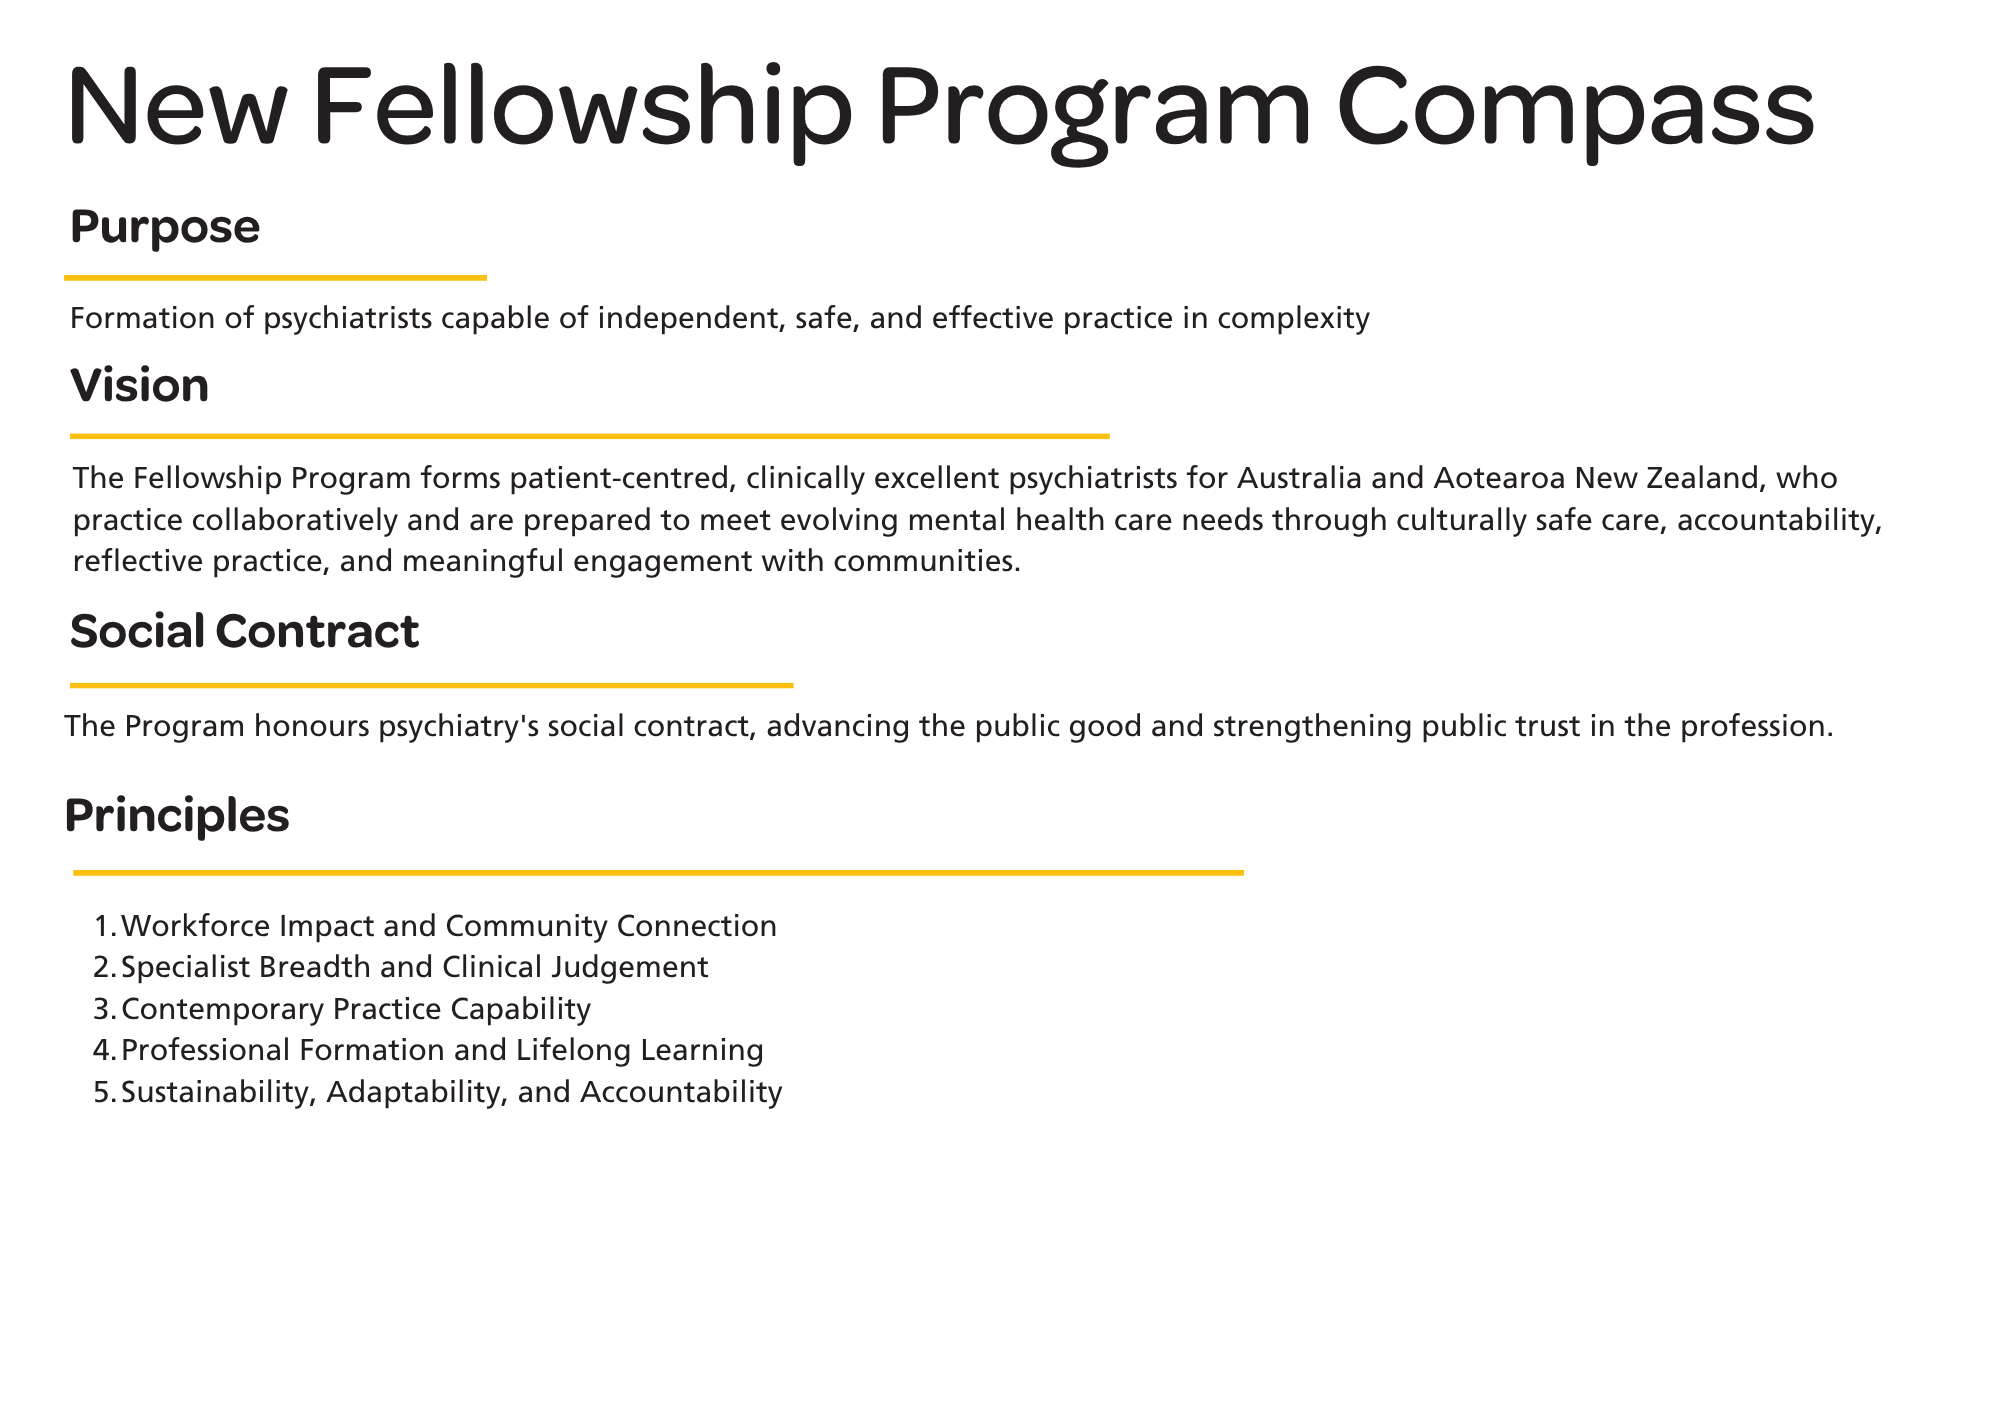 New Fellowship Program Compass
Purpose
Formation of psychiatrists capable of independent, safe, and effective practice in complexity
Vision
The Fellowship Program forms patient-centred, clinically excellent psychiatrists for Australia and Aotearoa New Zealand, who
practice collaboratively and are prepared to meet evolving mental health care needs through culturally safe care, accountability,
reflective practice, and meaningful engagement with communities.
Social Contract
The Program honours psychiatry's social contract, advancing the public good and strengthening public trust in the profession.
Principles
1. Workforce Impact and Community Connection
2. Specialist Breadth and Clinical Judgement
3. Contemporary Practice Capability
4. Professional Formation and Lifelong Learning
5. Sustainability, Adaptability, and Accountability